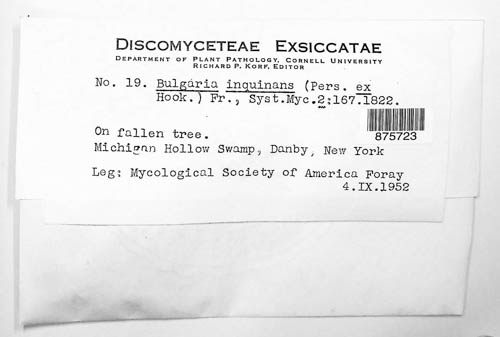 DISCOMYCETEAE EXSICCATAE
DEPARTMENT OF PLANT PATHOLOGY, CORNELL UNIVERSITY
RICHARD P. KORF, EDITOR
No. 19. Bulgaria inquinans (Pers. ex
Hook.) Fr., Syst.Myc.2:167.1822.
875723
On fallen tree.
Michigan Hollow Swamp, Danby, New York
Leg: Mycological Society of America Foray
4.IX.1952